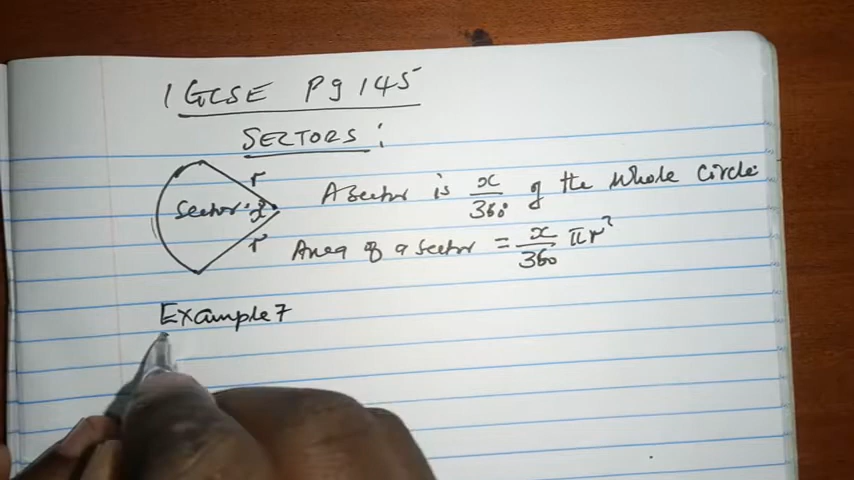 IGCSE Pg 145
SECTORS:
r
Sector x
r
A Sector is x/360° of the Whole Circle.
Area of a sector = x/360 πr²
Example 7